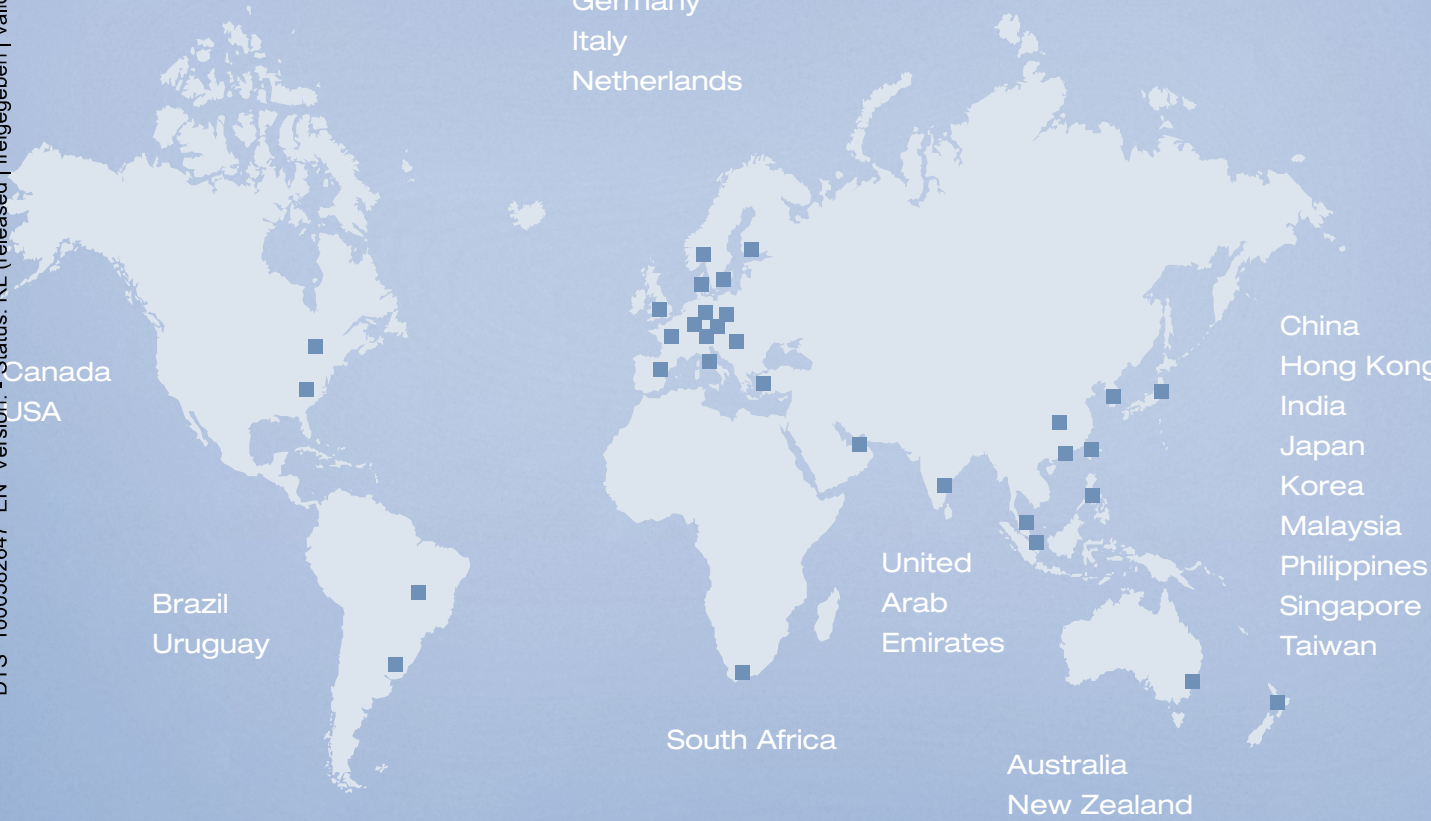 Germany
Italy
Netherlands
Canada
USA
China
Hong Kong
India
Japan
Korea
Malaysia
Philippines
Singapore
Taiwan
United
Arab
Emirates
Brazil
Uruguay
South Africa
Australia
New Zealand